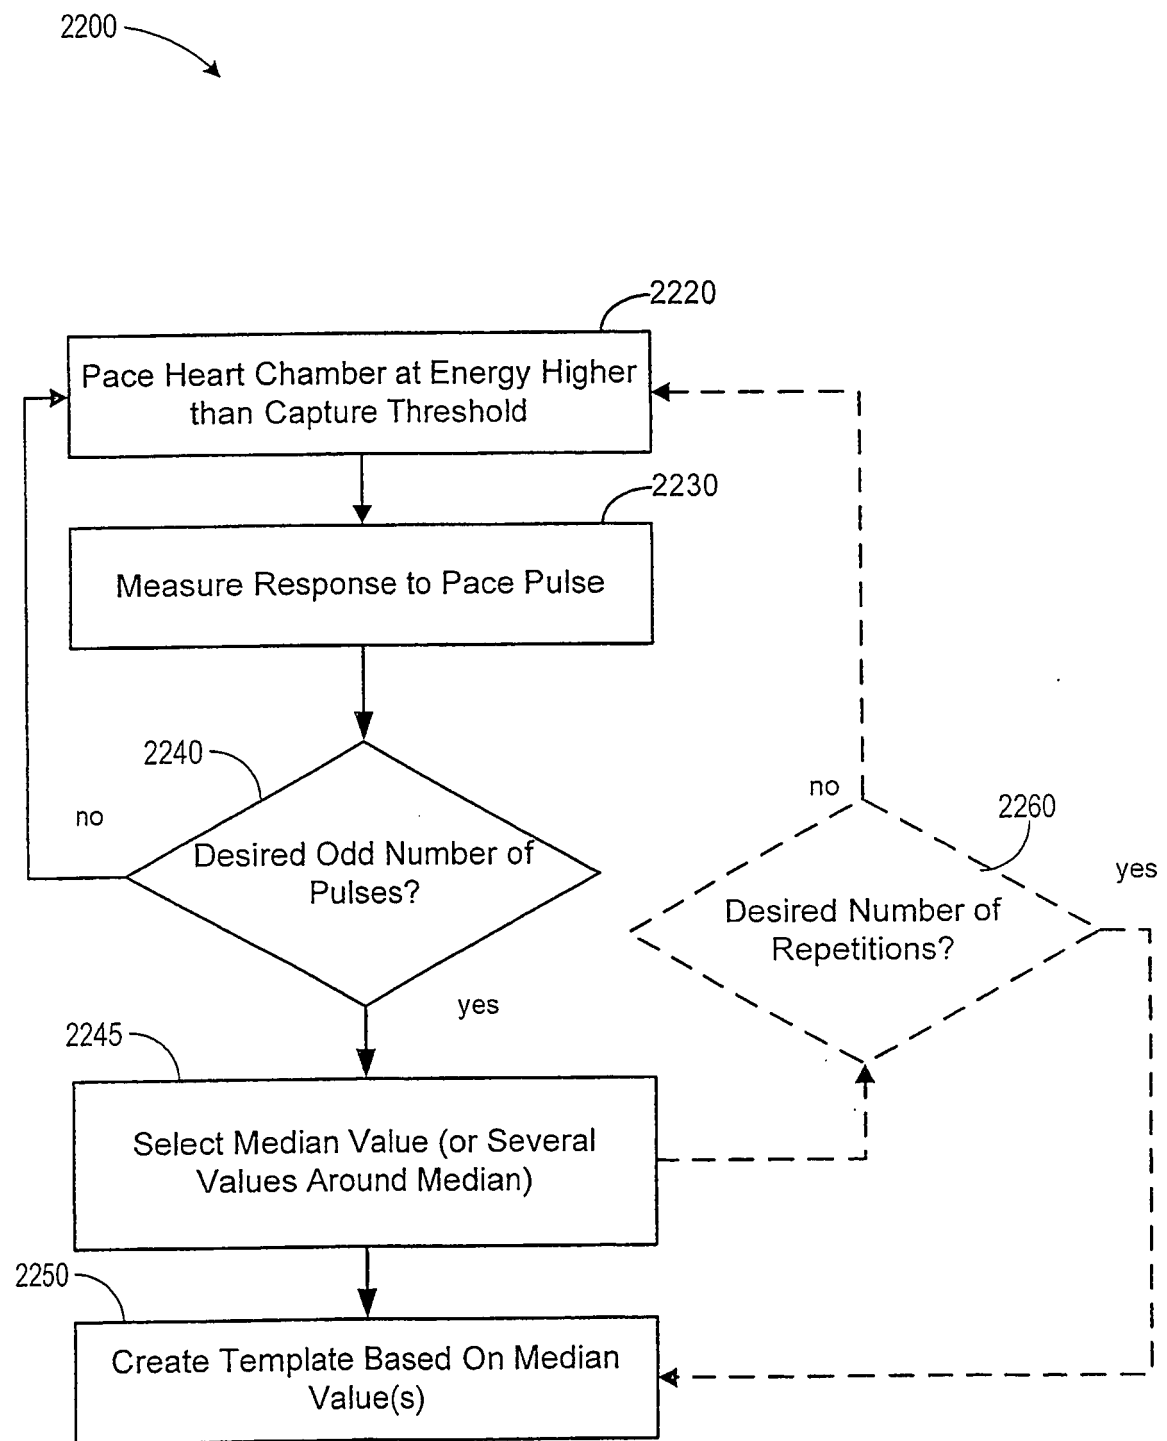 2200
2220
Pace Heart Chamber at Energy Higher
than Capture Threshold
2230
Measure Response to Pace Pulse
2240
no
Desired Odd Number of
Pulses?
yes
no
2260
yes
Desired Number of
Repetitions?
2245
Select Median Value (or Several
Values Around Median)
2250
Create Template Based On Median
Value(s)